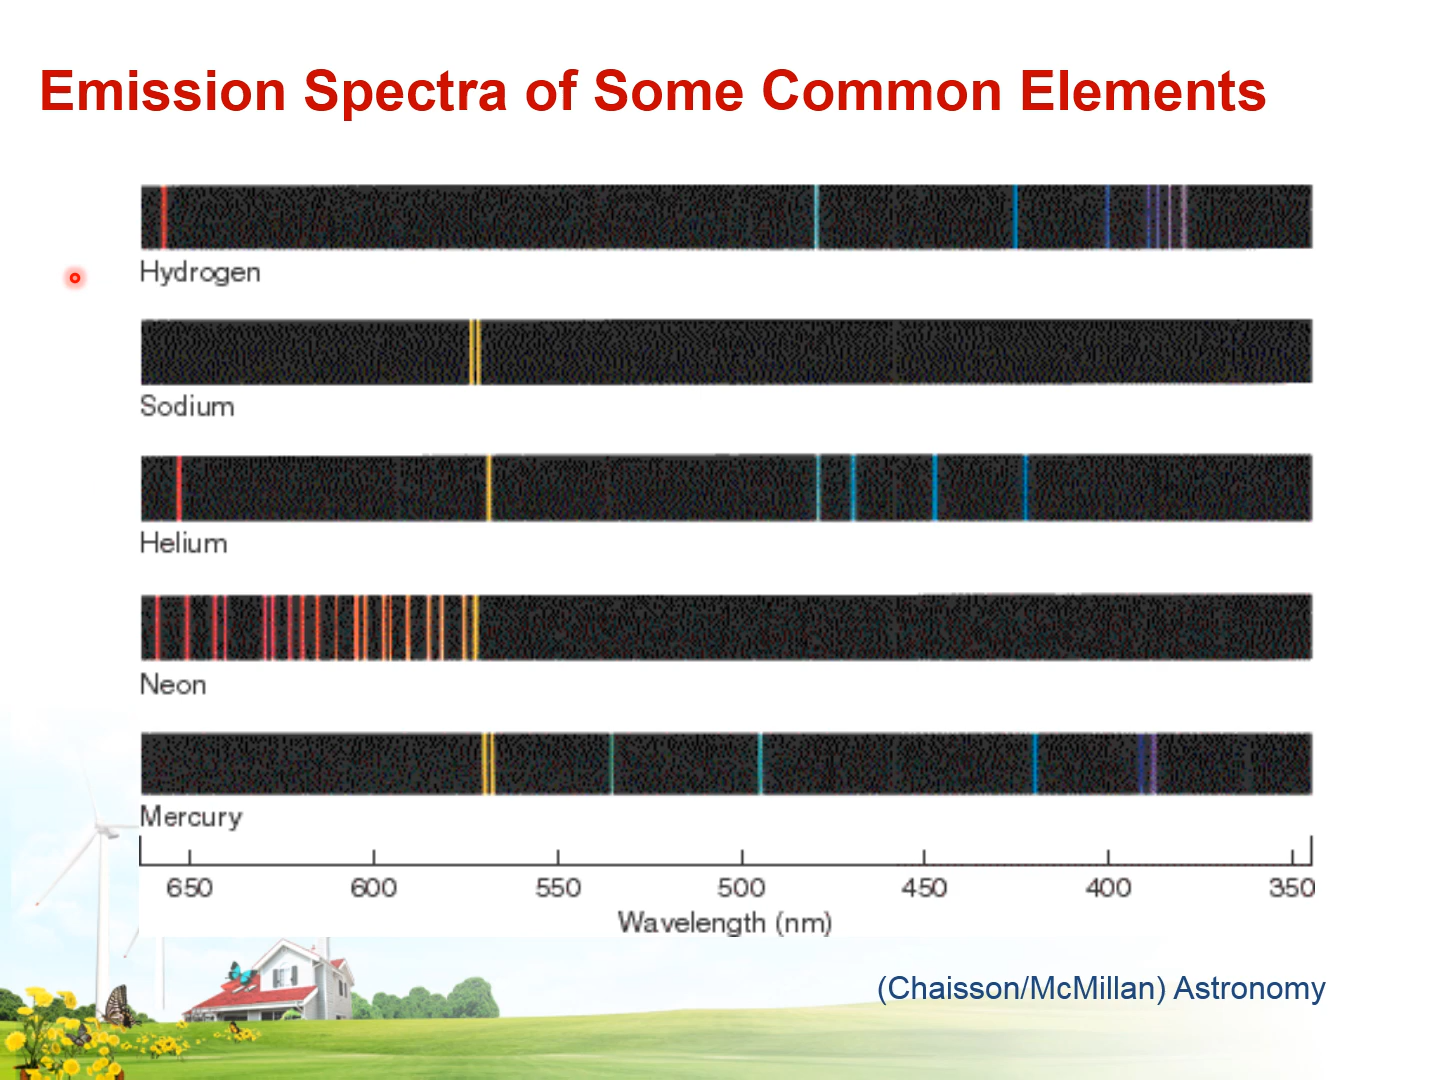 Emission Spectra of Some Common Elements
Hydrogen
Sodium
Helium
Neon
Mercury
650 600 550 500 450 400 350
Wavelength (nm)
(Chaisson/McMillan) Astronomy